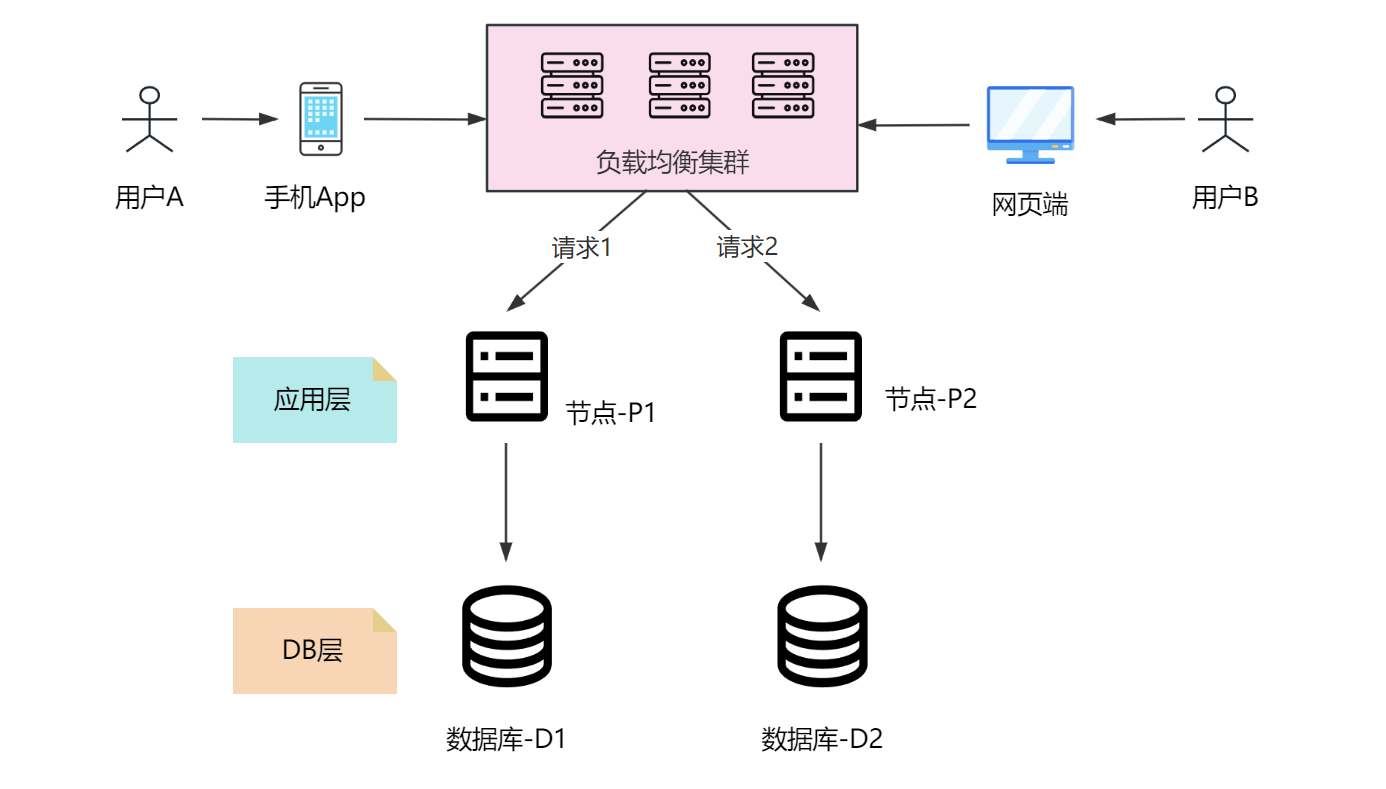 负载均衡集群
用户A
手机App
网页端
用户B
请求1
请求2
应用层
节点-P1
节点-P2
DB层
数据库-D1
数据库-D2